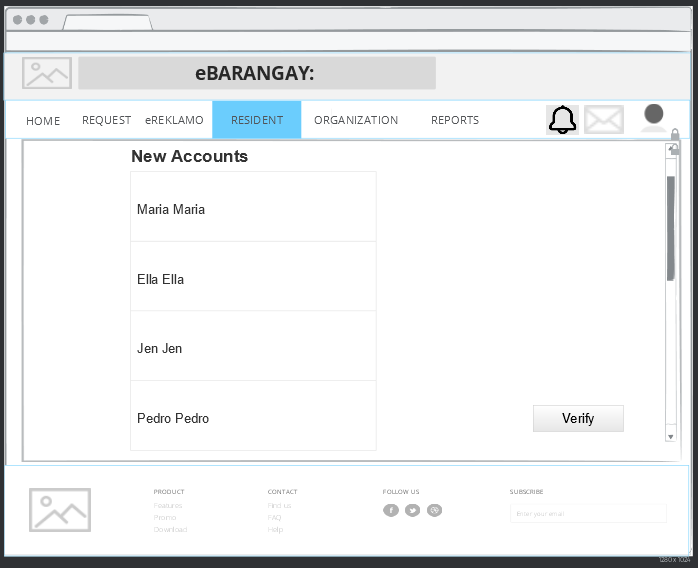 eBARANGAY:
HOME REQUEST eREKLAMO RESIDENT ORGANIZATION REPORTS
New Accounts
Maria Maria
Ella Ella
Jen Jen
Pedro Pedro
Verify
PRODUCT
Features
Promo
Download
CONTACT
Find us
FAQ
Help
FOLLOW US
SUBSCRIBE
Enter your email
1280 x 1024